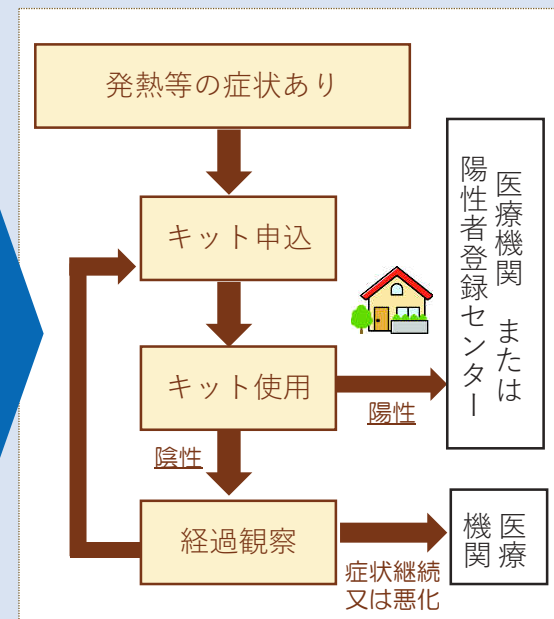 発熱等の症状あり
キット申込
キット使用
陽性
医療機関　または
陽性者登録センター
陰性
経過観察
症状継続
又は悪化
医療
機関